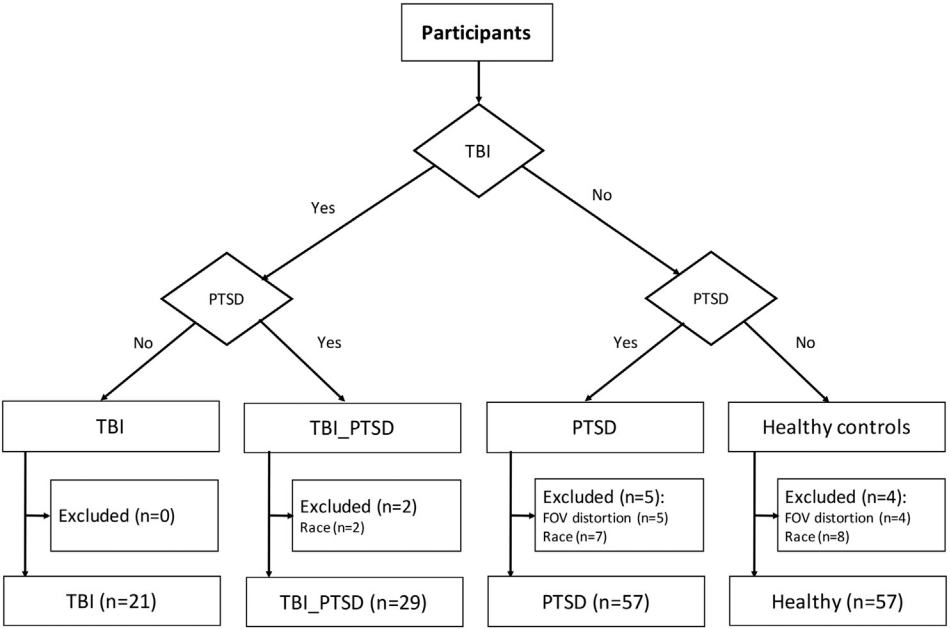 Participants
TBI
Yes
No
PTSD
PTSD
No
Yes
Yes
No
TBI
TBI_PTSD
PTSD
Healthy controls
Excluded (n=0)
Excluded (n=2)
Race (n=2)
Excluded (n=5):
FOV distortion (n=5)
Race (n=7)
Excluded (n=4):
FOV distortion (n=4)
Race (n=8)
TBI (n=21)
TBI_PTSD (n=29)
PTSD (n=57)
Healthy (n=57)